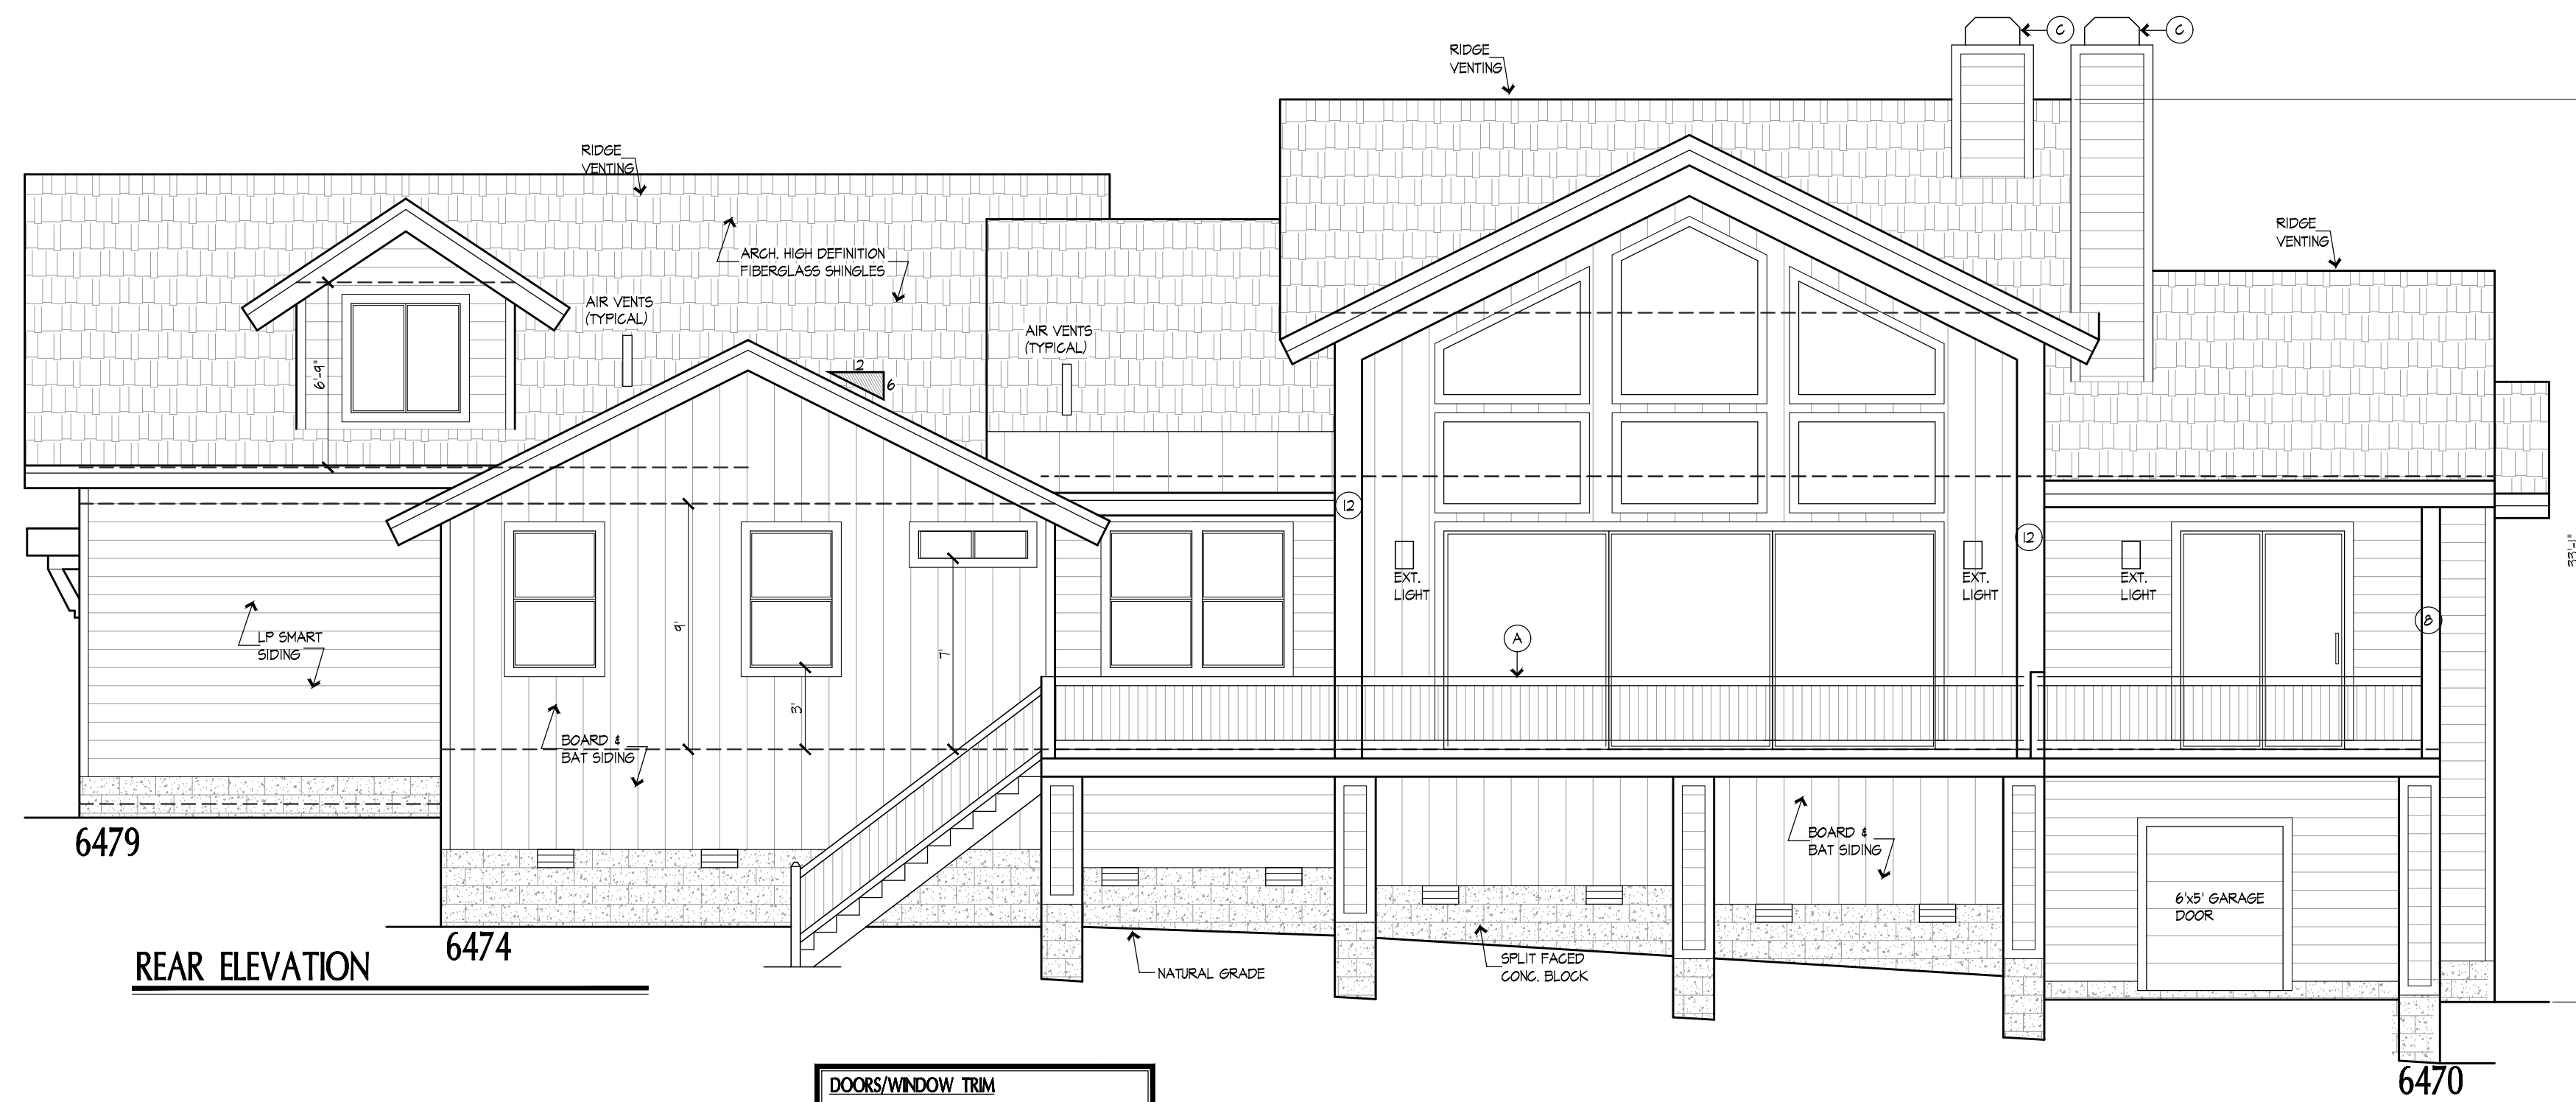 C
C
RIDGE
VENTING
RIDGE
VENTING
RIDGE
VENTING
ARCH. HIGH DEFINITION
FIBERGLASS SHINGLES
AIR VENTS
(TYPICAL)
AIR VENTS
(TYPICAL)
12
6
6'-9"
12
12
33'-1"
EXT.
LIGHT
EXT.
LIGHT
EXT.
LIGHT
8
LP SMART
SIDING
9'
7'
A
3'
BOARD &
BAT SIDING
BOARD &
BAT SIDING
6479
6'x5' GARAGE
DOOR
6474
REAR ELEVATION
NATURAL GRADE
SPLIT FACED
CONC. BLOCK
6470
DOORS/WINDOW TRIM